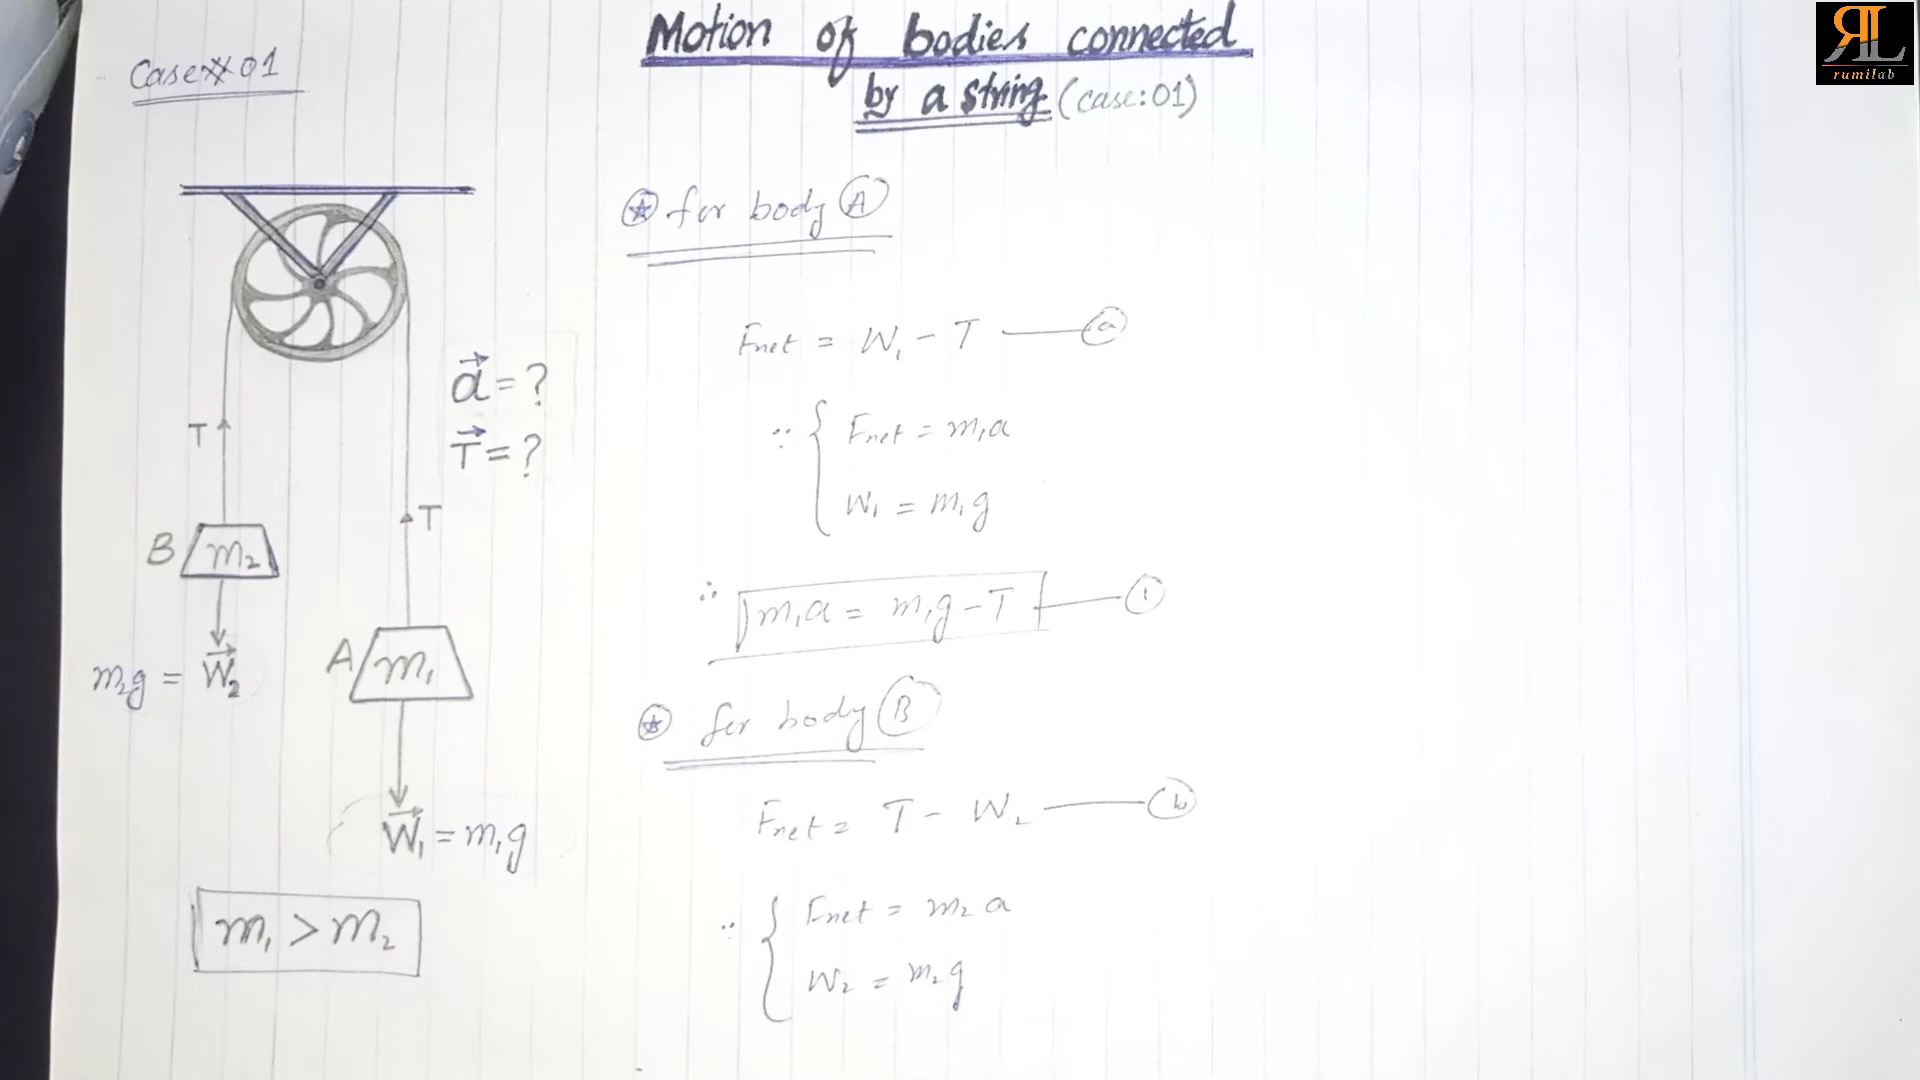 Motion of bodies connected
by a string (case:01)
RL
rumilab
Case # 01
a = ?
T = ?
T
T
B m₂
m₂g = W₂
A m₁
W₁ = m₁g
m₁ > m₂
for body A
Fnet = W₁ - T — a
∵ { Fnet = m₁a
W₁ = m₁g
∴ m₁a = m₁g - T — 1
for body B
Fnet = T - W₂ — b
∵ { Fnet = m₂ a
W₂ = m₂g